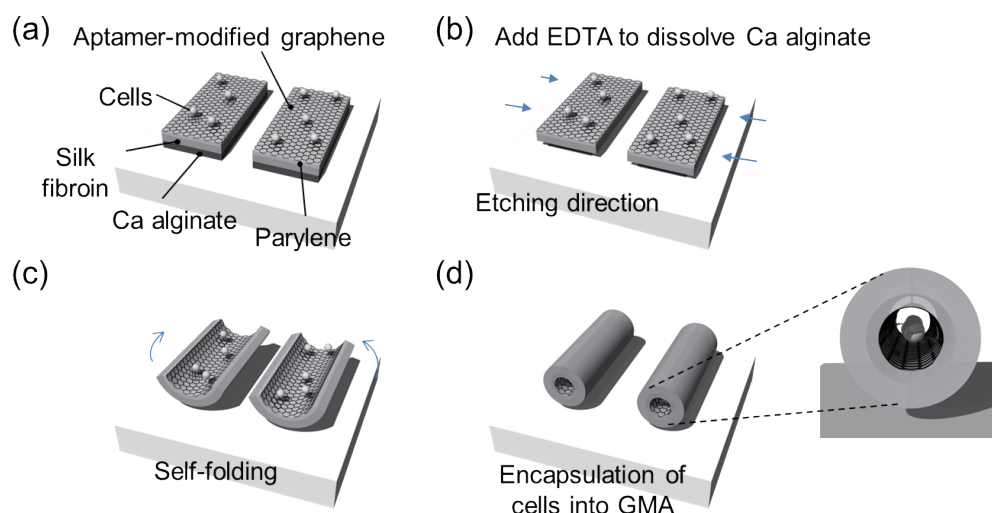 (a)
Aptamer-modified graphene
Cells
Silk
fibroin
Ca alginate
Parylene
(b)
Add EDTA to dissolve Ca alginate
Etching direction
(c)
Self-folding
(d)
Encapsulation of
cells into GMA